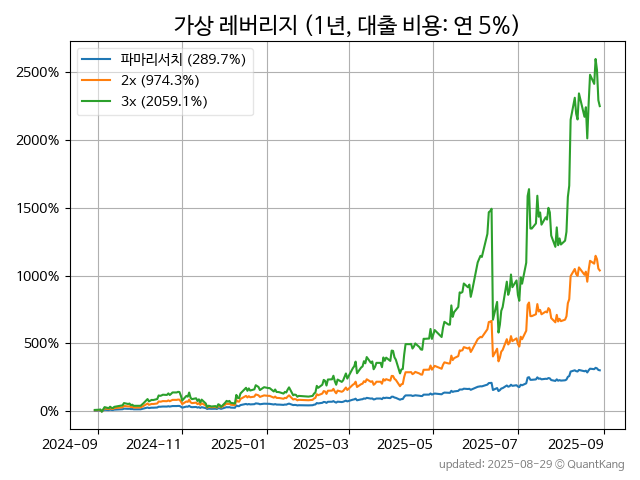 가상 레버리지 (1년, 대출 비용: 연 5%)
파마리서치 (289.7%)
2x (974.3%)
3x (2059.1%)
2500%
2000%
1500%
1000%
500%
0%
2024-09 2024-11 2025-01 2025-03 2025-05 2025-07 2025-09
updated: 2025-08-29 © QuantKang